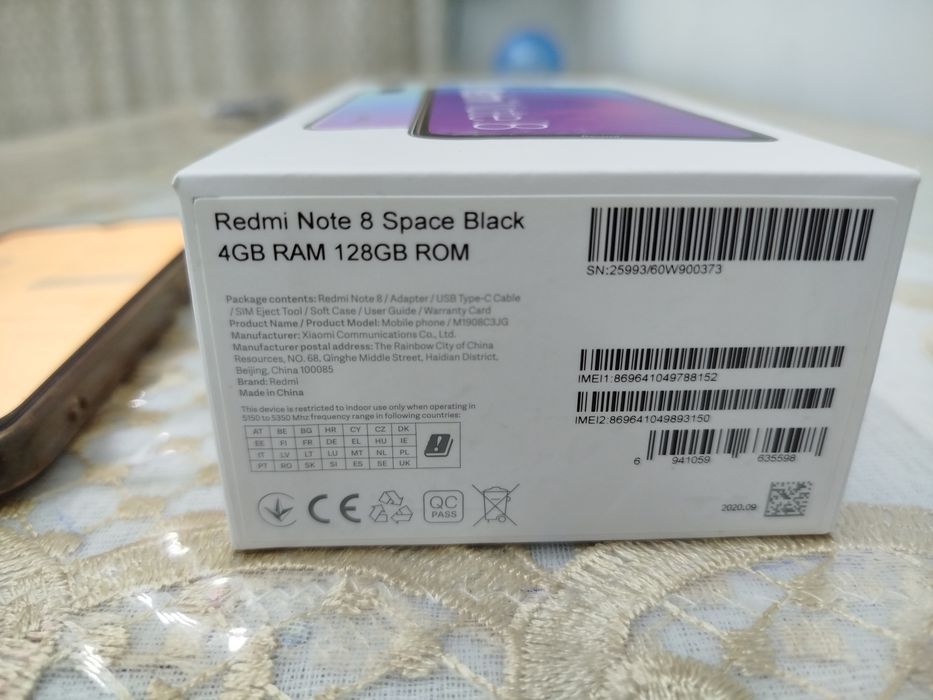 Redmi Note 8 Space Black
4GB RAM 128GB ROM
SN:25993/60W900373
Package contents: Redmi Note 8 / Adapter / USB Type-C Cable
/ SIM Eject Tool / Soft Case / User Guide / Warranty Card
Product Name / Product Model: Mobile phone / M1908C3JG
Manufacturer: Xiaomi Communications Co., Ltd.
Manufacturer postal address: The Rainbow City of China
Resources, NO. 68, Qinghe Middle Street, Haidian District,
Beijing, China 100085
Brand: Redmi
Made in China
IMEI1:869641049788152
IMEI2:869641049893150
6 941059 635598
This device is restricted to indoor use only when operating in
5150 to 5350 Mhz frequency range in following countries:
AT BE BG HR CY CZ DK
EE FI FR DE EL HU IE
IT LV LT LU MT NL PL
PT RO SK SI ES SE UK
CE
QC
PASS
2020.09